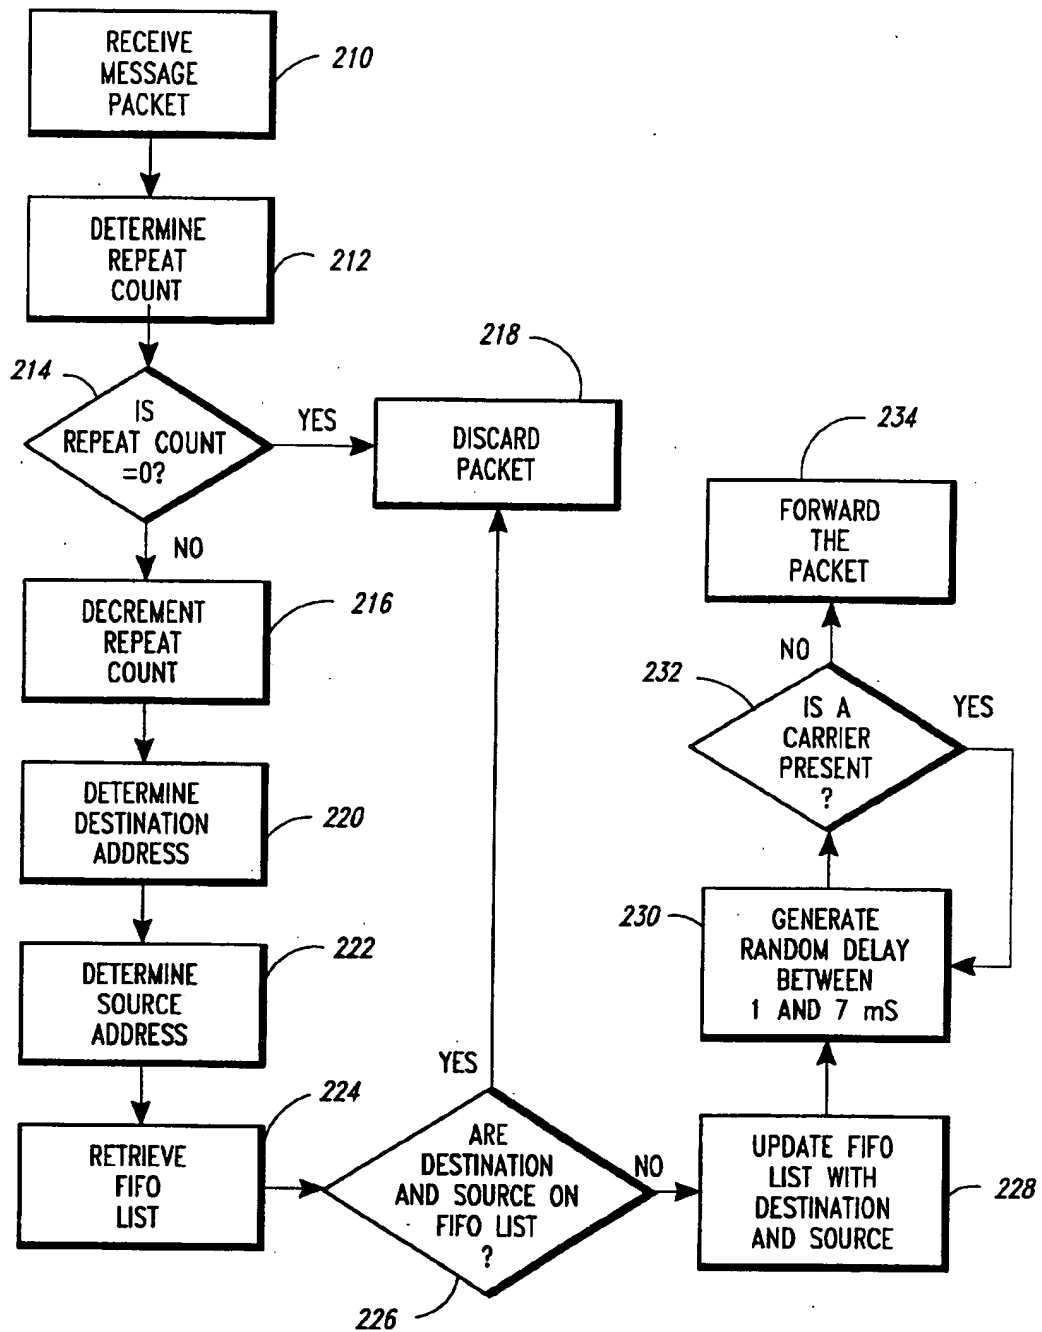 RECEIVE
MESSAGE
PACKET
210
DETERMINE
REPEAT
COUNT
212
214
IS
REPEAT COUNT
=0?
YES
218
DISCARD
PACKET
NO
DECREMENT
REPEAT
COUNT
216
DETERMINE
DESTINATION
ADDRESS
220
DETERMINE
SOURCE
ADDRESS
222
RETRIEVE
FIFO
LIST
224
YES
ARE
DESTINATION
AND SOURCE ON
FIFO LIST
?
226
NO
UPDATE FIFO
LIST WITH
DESTINATION
AND SOURCE
228
230
GENERATE
RANDOM DELAY
BETWEEN
1 AND 7 mS
232
IS A
CARRIER
PRESENT
?
YES
NO
234
FORWARD
THE
PACKET